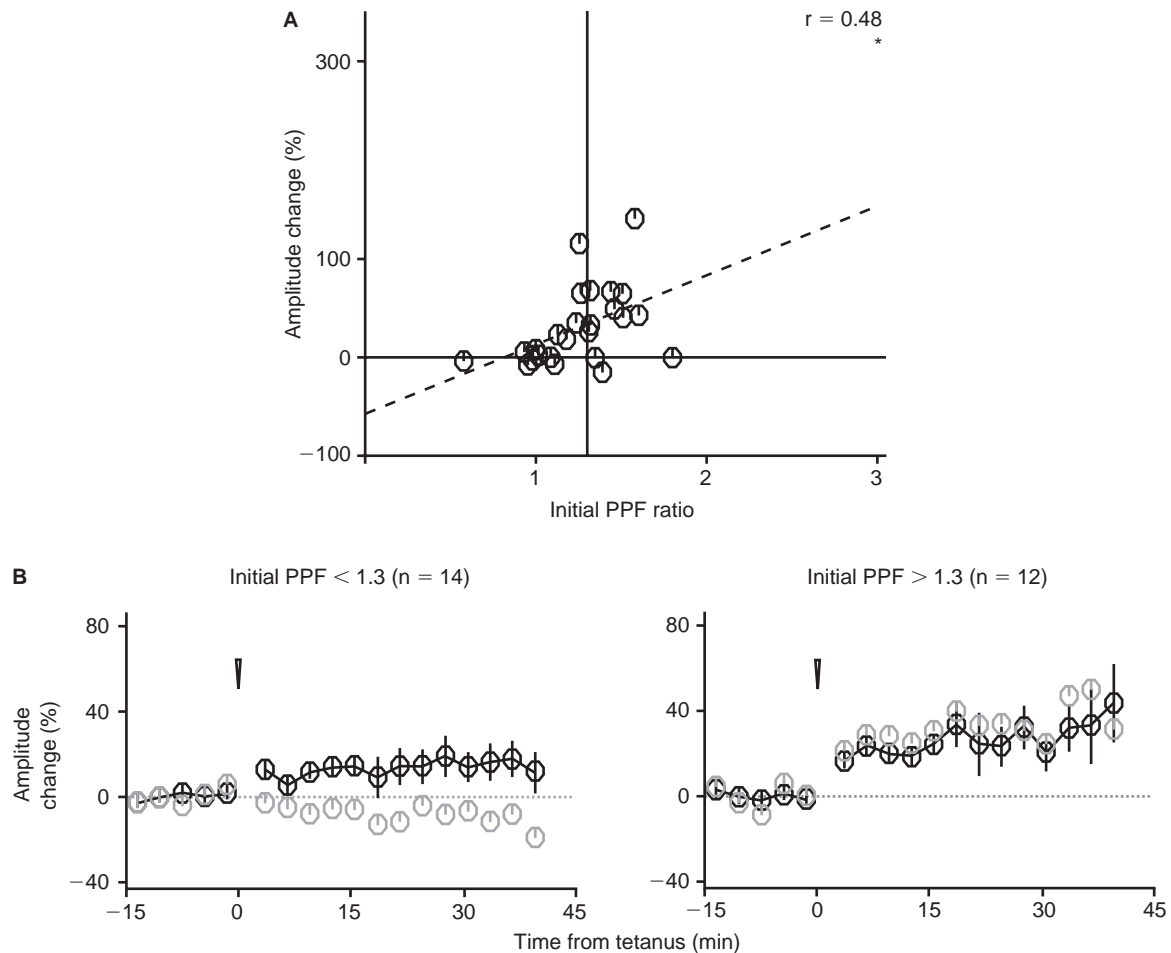 A
r = 0.48
*
300
100
0
−100
Amplitude change (%)
1 2 3
Initial PPF ratio
B
Initial PPF < 1.3 (n = 14)
80
40
0
−40
Amplitude
change (%)
−15 0 15 30 45
Initial PPF > 1.3 (n = 12)
80
40
0
−40
−15 0 15 30 45
Time from tetanus (min)